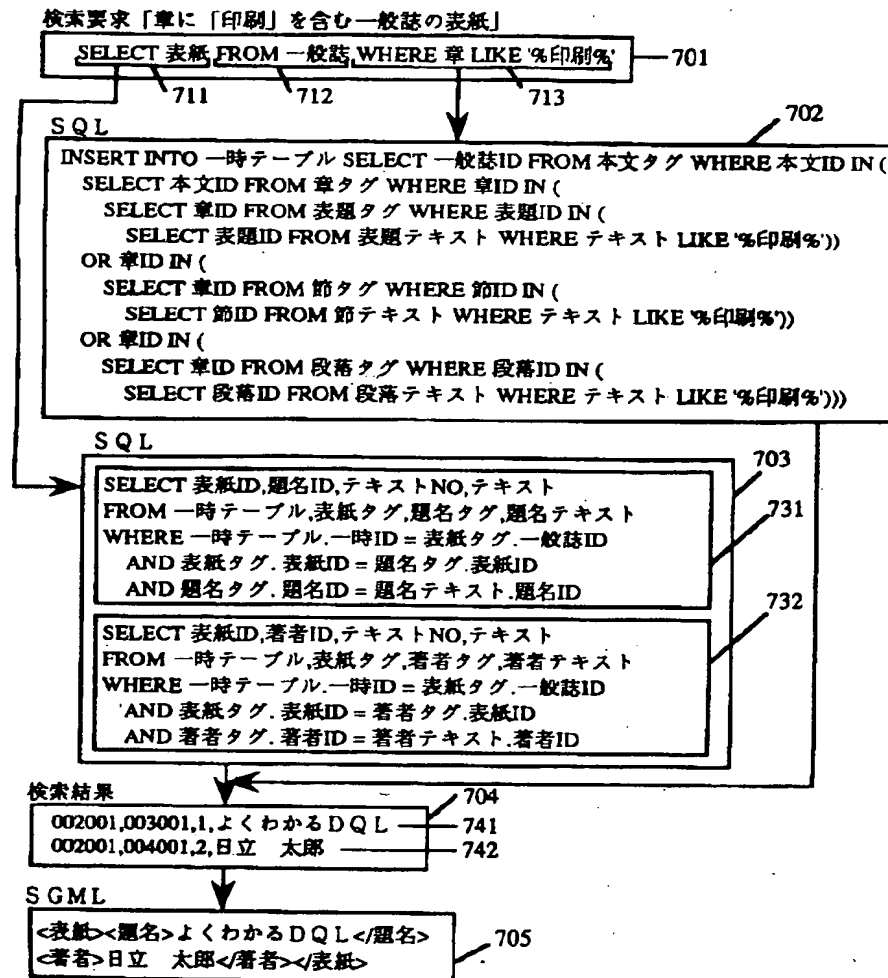 検索要求「章に「印刷」を含む一般誌の表紙」
SELECT 表紙 FROM 一般誌 WHERE 章 LIKE '%印刷%'
701
711 712 713
SQL
702
INSERT INTO 一時テーブル SELECT 一般誌ID FROM 本文タグ WHERE 本文ID IN (
SELECT 本文ID FROM 章タグ WHERE 章ID IN (
SELECT 章ID FROM 表題タグ WHERE 表題ID IN (
SELECT 表題ID FROM 表題テキスト WHERE テキスト LIKE '%印刷%'))
OR 章ID IN (
SELECT 章ID FROM 節タグ WHERE 節ID IN (
SELECT 節ID FROM 節テキスト WHERE テキスト LIKE '%印刷%'))
OR 章ID IN (
SELECT 章ID FROM 段落タグ WHERE 段落ID IN (
SELECT 段落ID FROM 段落テキスト WHERE テキスト LIKE '%印刷%')))
SQL
703
SELECT 表紙ID,題名ID,テキストNO,テキスト
FROM 一時テーブル,表紙タグ,題名タグ,題名テキスト
WHERE 一時テーブル.一時ID = 表紙タグ.一般誌ID
AND 表紙タグ.表紙ID = 題名タグ.表紙ID
AND 題名タグ.題名ID = 題名テキスト.題名ID
731
SELECT 表紙ID,著者ID,テキストNO,テキスト
FROM 一時テーブル,表紙タグ,著者タグ,著者テキスト
WHERE 一時テーブル.一時ID = 表紙タグ.一般誌ID
AND 表紙タグ.表紙ID = 著者タグ.表紙ID
AND 著者タグ.著者ID = 著者テキスト.著者ID
732
検索結果
704
002001,003001,1,よくわかるDQL
741
002001,004001,2,日立 太郎
742
SGML
<表紙><題名>よくわかるDQL</題名>
<著者>日立 太郎</著者></表紙>
705